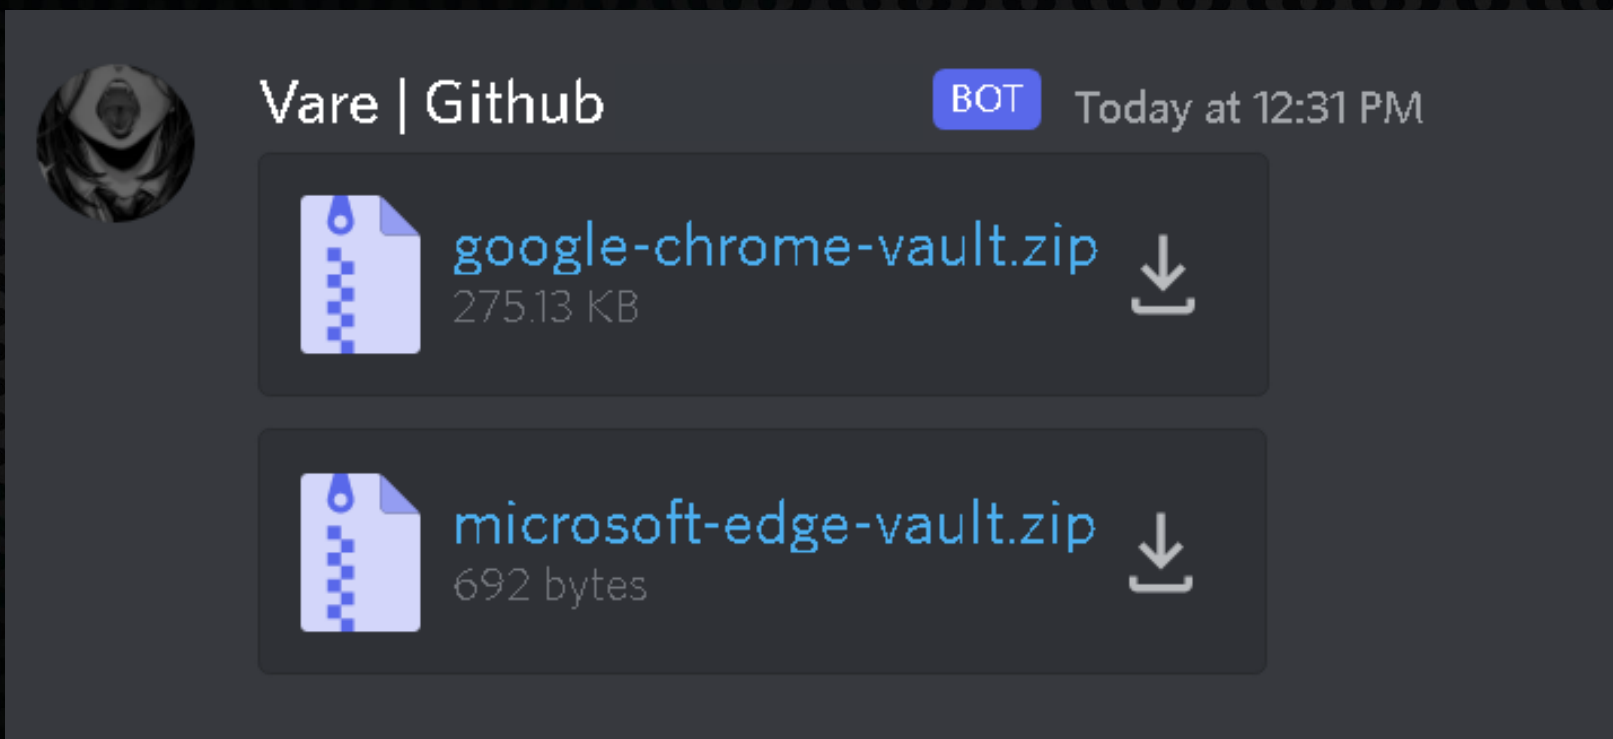 Vare | Github BOT Today at 12:31 PM
google-chrome-vault.zip
275.13 KB
microsoft-edge-vault.zip
692 bytes